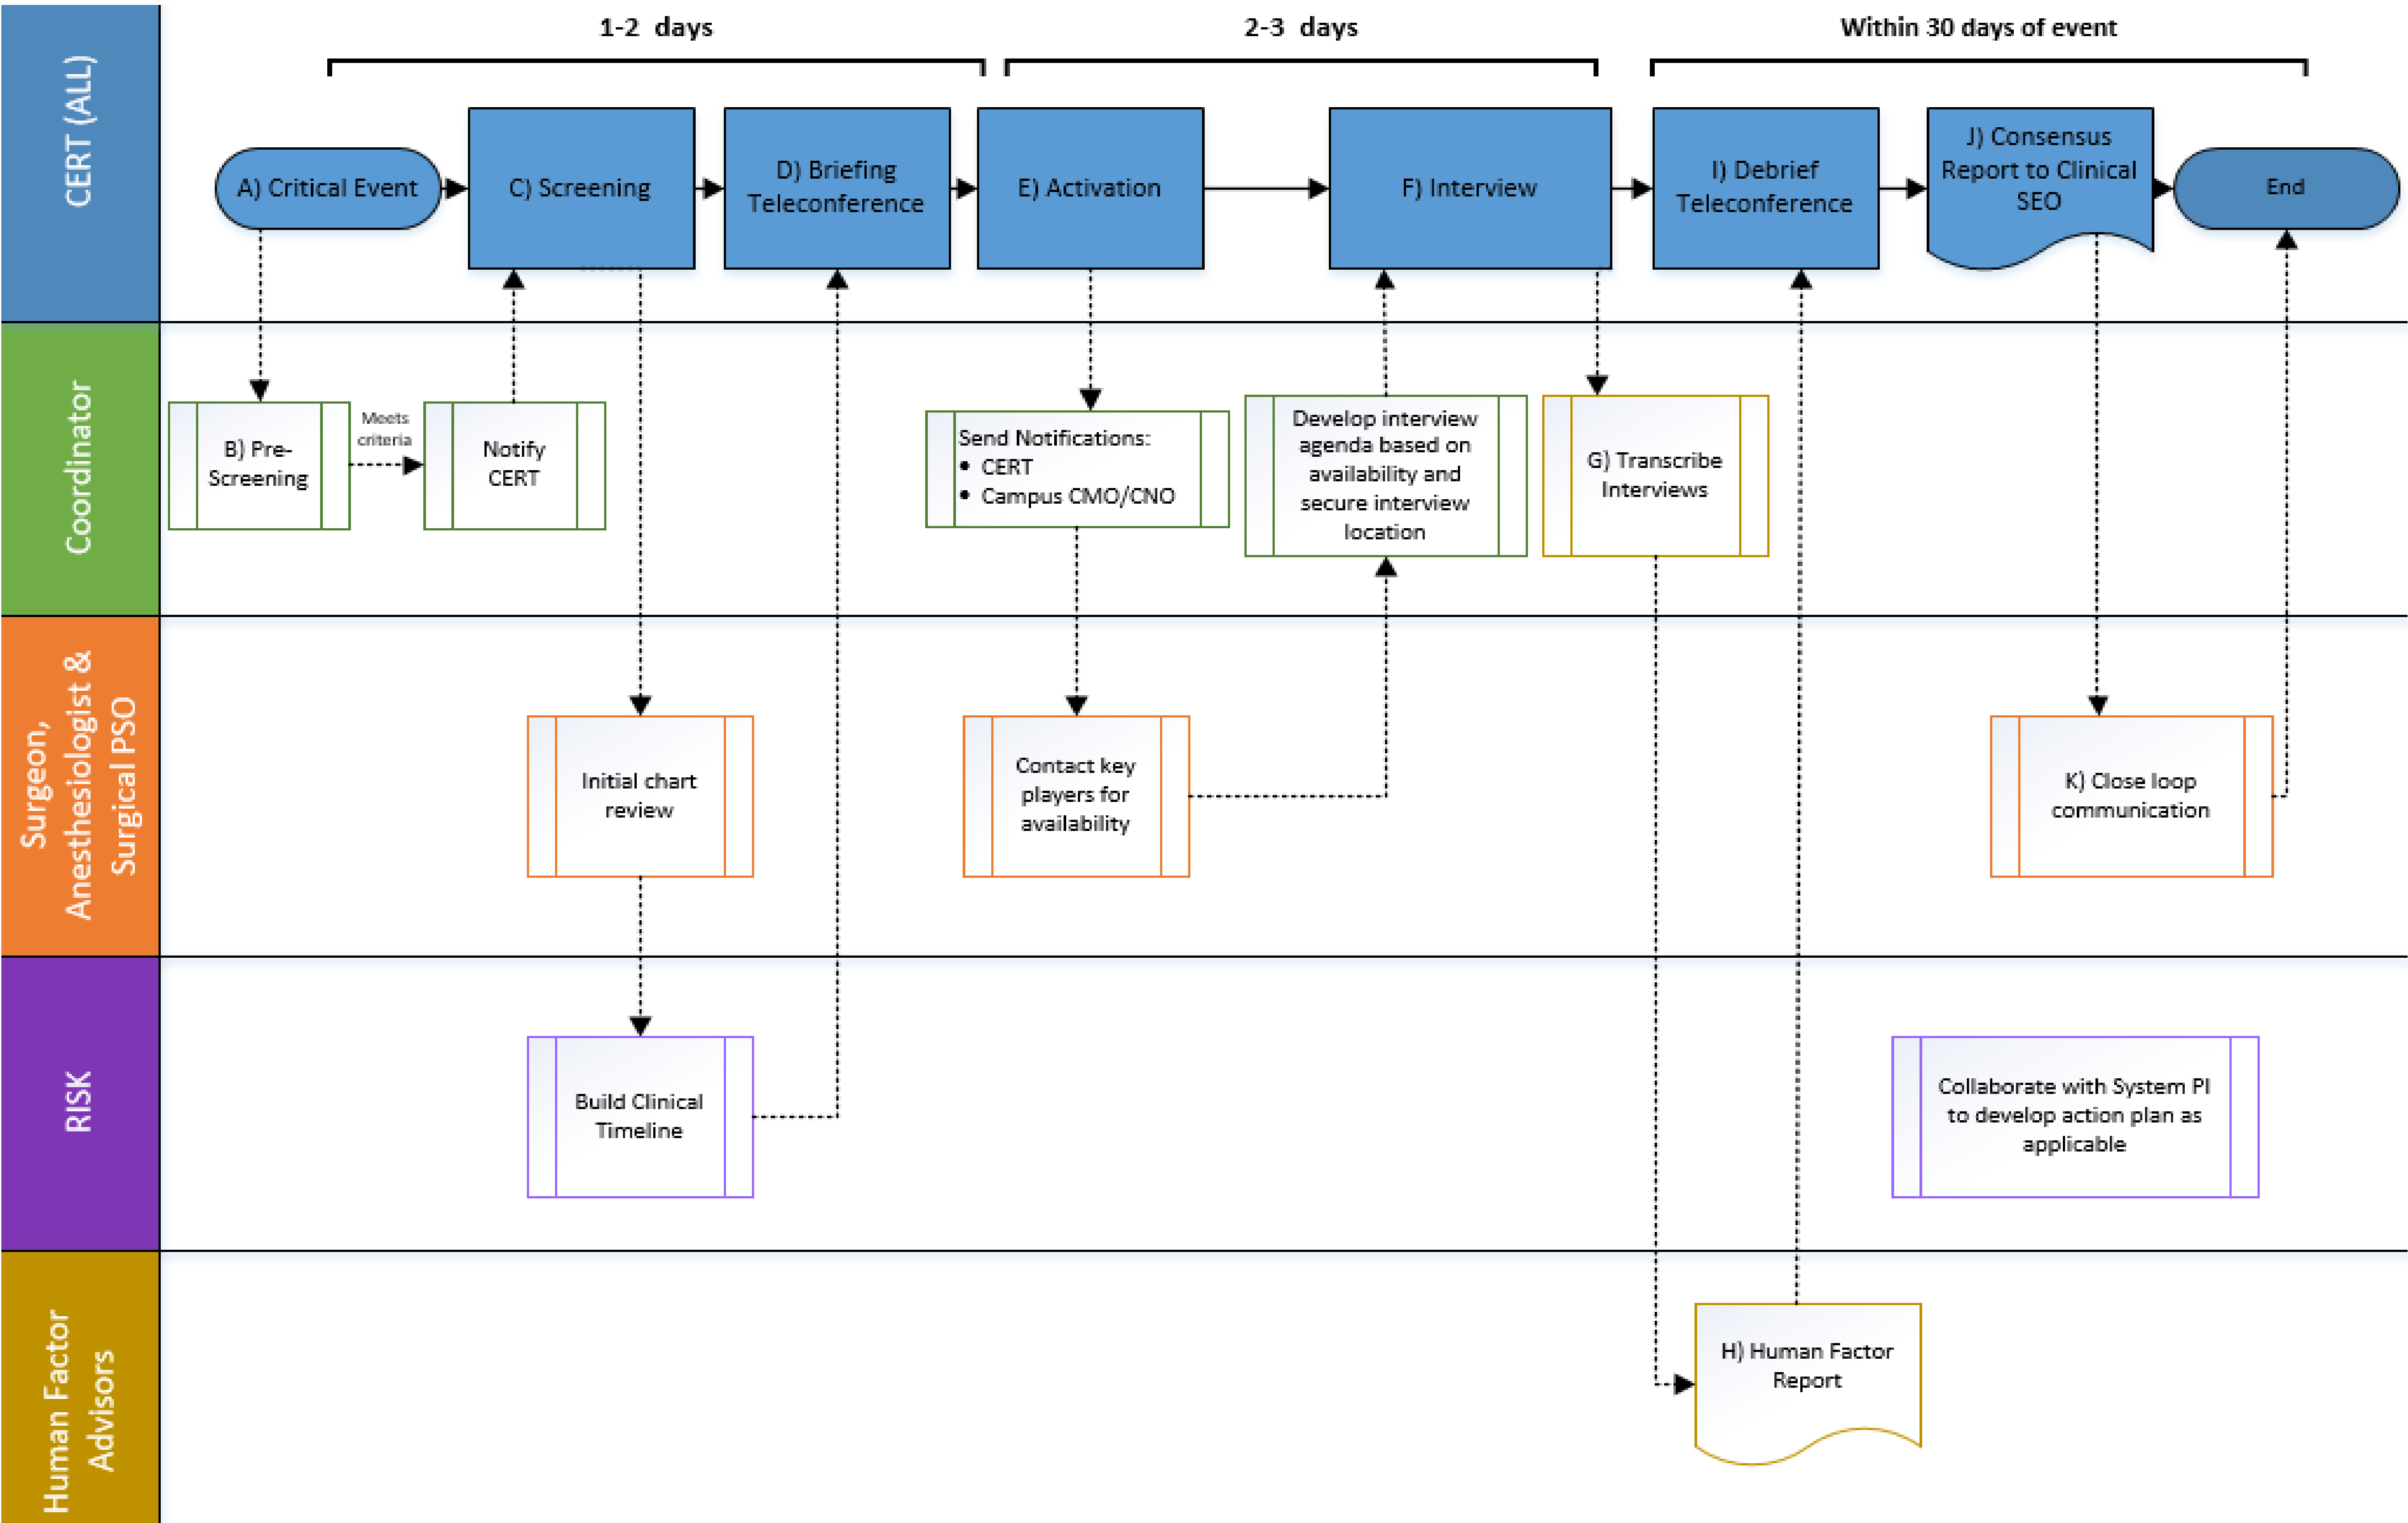 1-2 days
2-3 days
Within 30 days of event
CERT (ALL)
A) Critical Event
C) Screening
D) Briefing
Teleconference
E) Activation
F) Interview
I) Debrief
Teleconference
J) Consensus
Report to Clinical
SEO
End
Coordinator
B) Pre-
Screening
Meets
criteria
Notify
CERT
Send Notifications:
• CERT
• Campus CMO/CNO
Develop interview
agenda based on
availability and
secure interview
location
G) Transcribe
Interviews
Surgeon,
Anesthesiologist &
Surgical PSO
Initial chart
review
Contact key
players for
availability
K) Close loop
communication
RISK
Build Clinical
Timeline
Collaborate with System PI
to develop action plan as
applicable
Human Factor
Advisors
H) Human Factor
Report